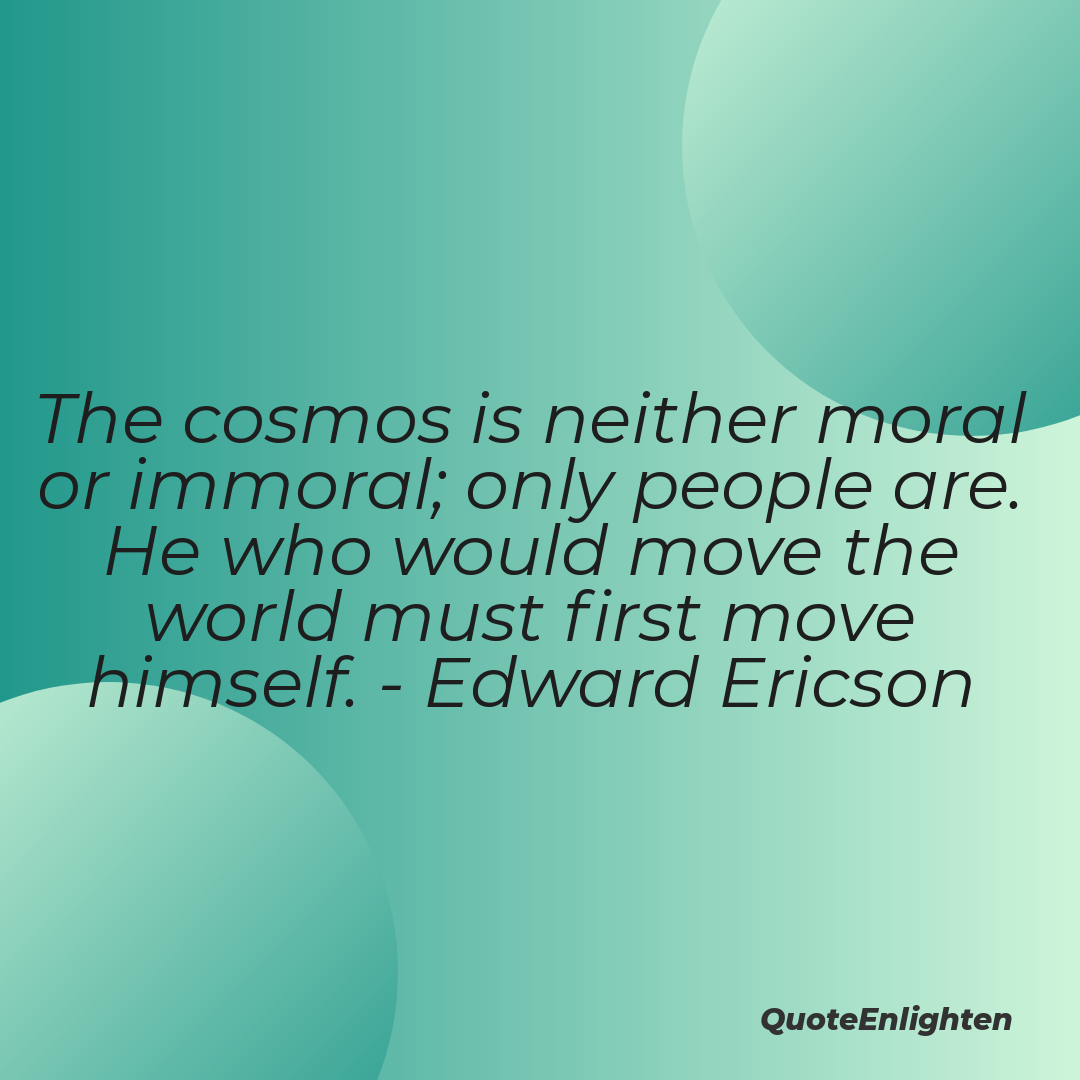 The cosmos is neither moral
or immoral; only people are.
He who would move the
world must first move
himself. - Edward Ericson
QuoteEnlighten